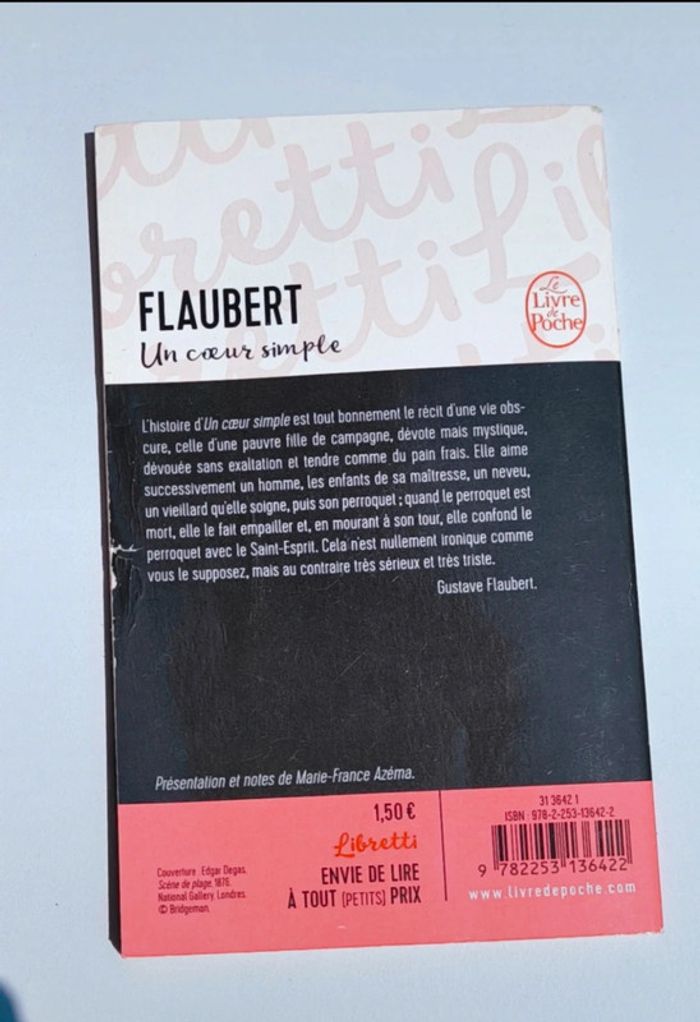 FLAUBERT
Un cœur simple
Le
Livre
de
Poche
L'histoire d'Un cœur simple est tout bonnement le récit d'une vie obs-
cure, celle d'une pauvre fille de campagne, dévote mais mystique,
dévouée sans exaltation et tendre comme du pain frais. Elle aime
successivement un homme, les enfants de sa maîtresse, un neveu,
un vieillard qu'elle soigne, puis son perroquet ; quand le perroquet est
mort, elle le fait empailler et, en mourant à son tour, elle confond le
perroquet avec le Saint-Esprit. Cela n'est nullement ironique comme
vous le supposez, mais au contraire très sérieux et très triste.
Gustave Flaubert.
Présentation et notes de Marie-France Azéma.
Couverture : Edgar Degas,
Scène de plage, 1876.
National Gallery, Londres.
© Bridgeman.
1,50 €
Libretti
ENVIE DE LIRE
À TOUT (PETITS) PRIX
31 3642 1
ISBN : 978-2-253-13642-2
9 782253 136422
www.livredepoche.com